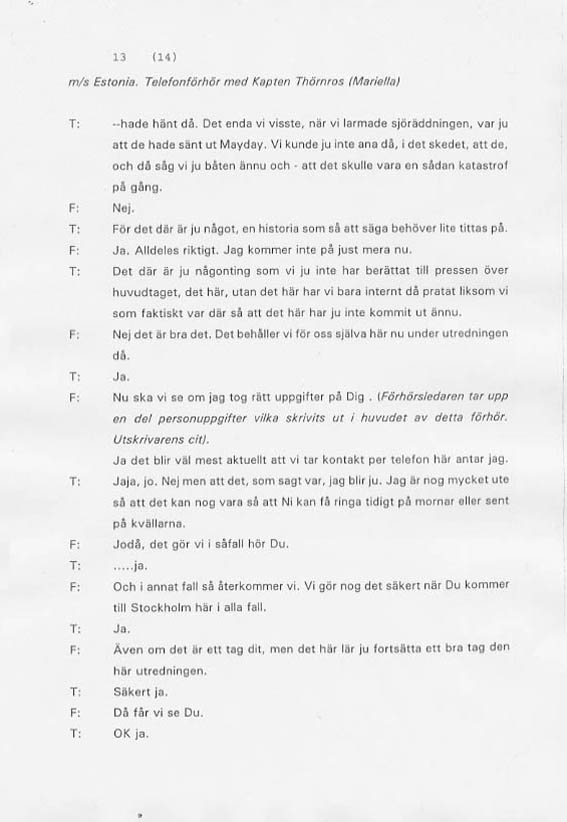 13 (14)
m/s Estonia. Telefonförhör med Kapten Thörnros (Mariella)
T: --hade hänt då. Det enda vi visste, när vi larmade sjöräddningen, var ju
att de hade sänt ut Mayday. Vi kunde ju inte ana då, i det skedet, att de,
och då såg vi ju båten ännu och - att det skulle vara en sådan katastrof
på gång.
F: Nej.
T: För det där är ju något, en historia som så att säga behöver lite tittas på.
F: Ja. Alldeles riktigt. Jag kommer inte på just mera nu.
T: Det där är ju någonting som vi ju inte har berättat till pressen över
huvudtaget, det här, utan det här har vi bara internt då pratat liksom vi
som faktiskt var där så att det här har ju inte kommit ut ännu.
F: Nej det är bra det. Det behåller vi för oss själva här nu under utredningen
då.
T: Ja.
F: Nu ska vi se om jag tog rätt uppgifter på Dig . (Förhörsledaren tar upp
en del personuppgifter vilka skrivits ut i huvudet av detta förhör.
Utskrivarens cit).
Ja det blir väl mest aktuellt att vi tar kontakt per telefon här antar jag.
T: Jaja, jo. Nej men att det, som sagt var, jag blir ju. Jag är nog mycket ute
så att det kan nog vara så att Ni kan få ringa tidigt på mornar eller sent
på kvällarna.
F: Jodå, det gör vi i såfall hör Du.
T: .....ja.
F: Och i annat fall så återkommer vi. Vi gör nog det säkert när Du kommer
till Stockholm här i alla fall.
T: Ja.
F: Även om det är ett tag dit, men det här lär ju fortsätta ett bra tag den
här utredningen.
T: Säkert ja.
F: Då får vi se Du.
T: OK ja.